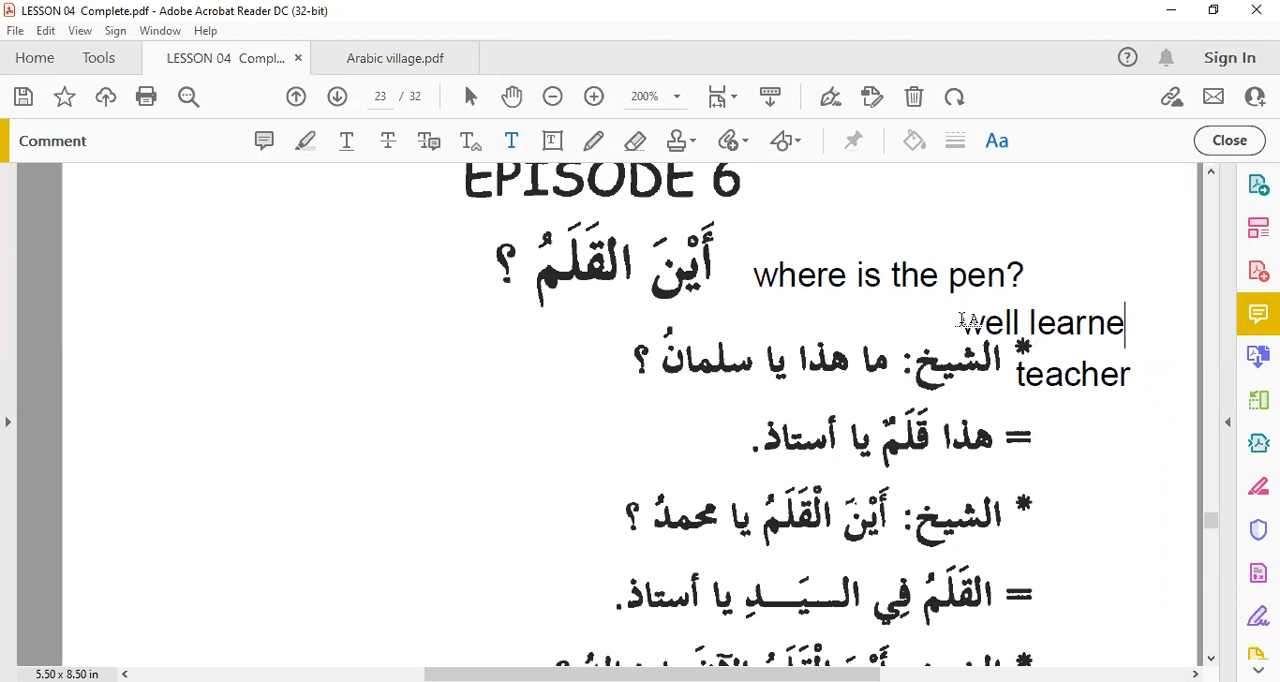 LESSON 04 Complete.pdf - Adobe Acrobat Reader DC (32-bit)
File Edit View Sign Window Help
Home Tools LESSON 04 Compl... × Arabic village.pdf Sign In
23 / 32 200%
Comment Close
EPISODE 6
أَيْنَ القَلَمُ ؟ where is the pen?
well learne
* الشيخ: ما هذا يا سلمانُ ؟
teacher
= هذا قَلَمٌ يا أستاذ.
* الشيخ: أَيْنَ الْقَلَمُ يا محمدُ ؟
= القَلَمُ فِي الـيَـدِ يا أستاذ.
5.50 x 8.50 in